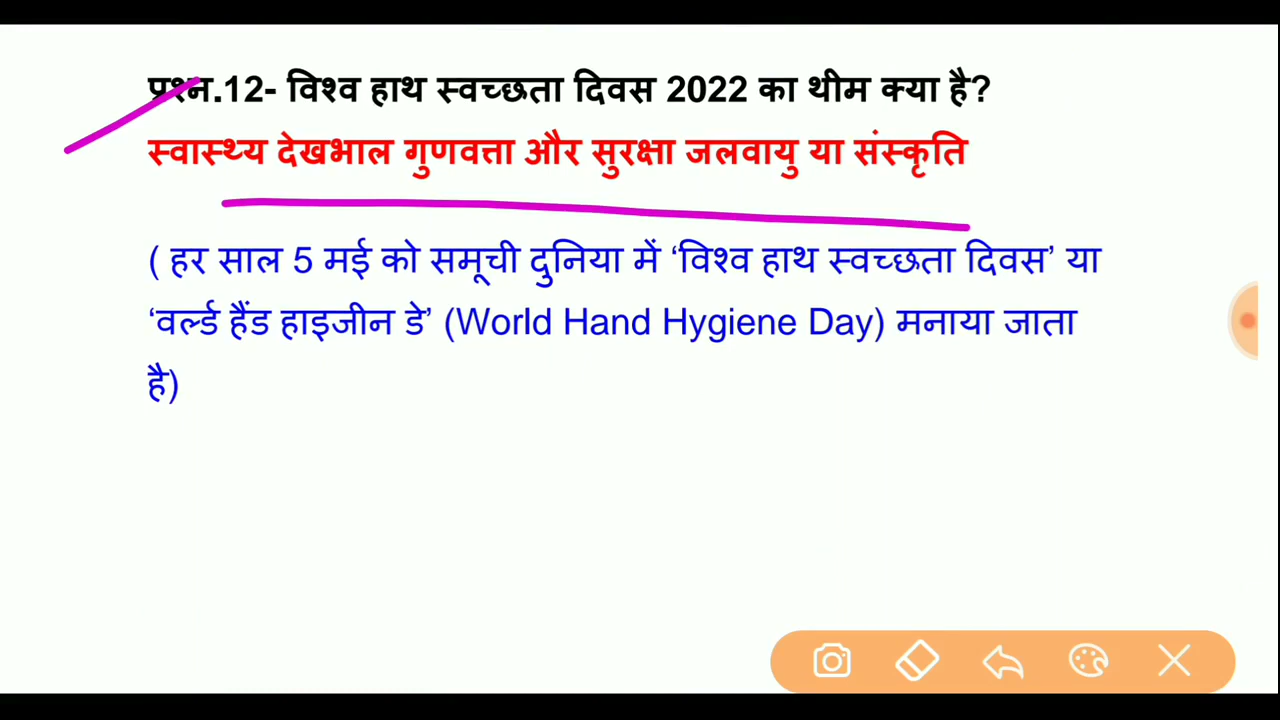 प्रश्न.12- विश्व हाथ स्वच्छता दिवस 2022 का थीम क्या है?
स्वास्थ्य देखभाल गुणवत्ता और सुरक्षा जलवायु या संस्कृति
( हर साल 5 मई को समूची दुनिया में ‘विश्व हाथ स्वच्छता दिवस’ या
‘वर्ल्ड हैंड हाइजीन डे’ (World Hand Hygiene Day) मनाया जाता
है)